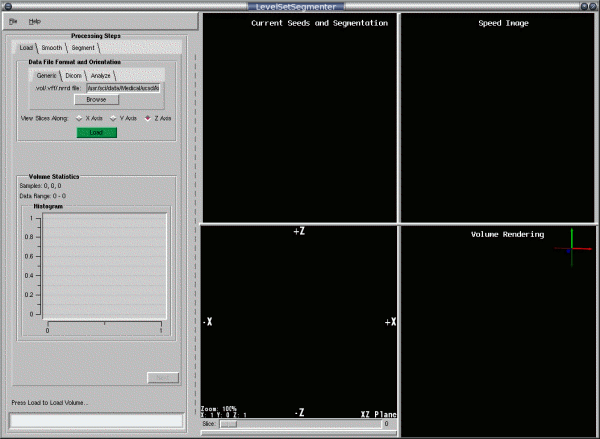 LevelSetSegmenter
File Help
Processing Steps
Load Smooth Segment
Data File Format and Orientation
Generic Dicom Analyze
.vol/.vff/.nrrd file: /usr/sci/data/Medical/ucsd/
Browse
View Slices Along: X Axis Y Axis Z Axis
Load
Volume Statistics
Samples: 0, 0, 0
Data Range: 0 - 0
Histogram
1
0.8
0.6
0.4
0.2
0
0 1
Next
Press Load to Load Volume...
Current Seeds and Segmentation
Speed Image
+Z
-X +X
Zoom: 100%
X: 1 Y: 0 Z: 1
-Z
XZ Plane
Slice: 0
Volume Rendering